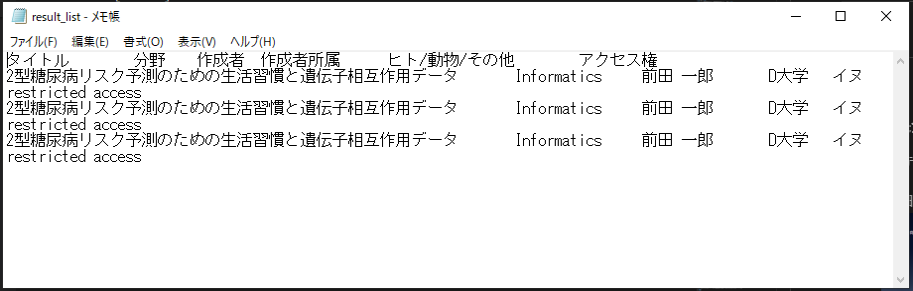 result_list - メモ帳
ファイル(F) 編集(E) 書式(O) 表示(V) ヘルプ(H)
タイトル 分野 作成者 作成者所属 ヒト/動物/その他 アクセス権
2型糖尿病リスク予測のための生活習慣と遺伝子相互作用データ Informatics 前田 一郎 D大学 イヌ
restricted access
2型糖尿病リスク予測のための生活習慣と遺伝子相互作用データ Informatics 前田 一郎 D大学 イヌ
restricted access
2型糖尿病リスク予測のための生活習慣と遺伝子相互作用データ Informatics 前田 一郎 D大学 イヌ
restricted access